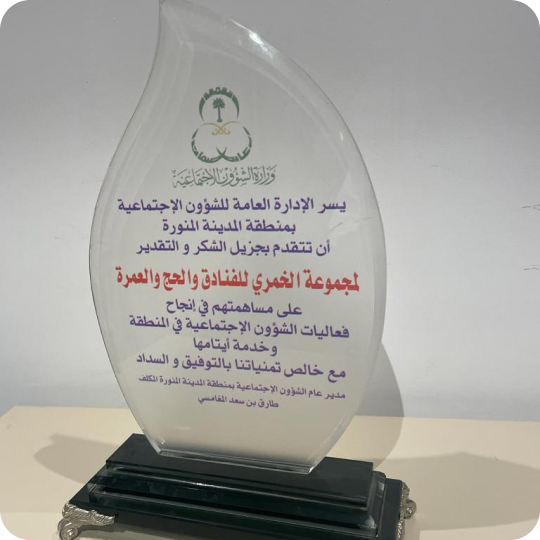 وزارة الشؤون الاجتماعية
يسر الإدارة العامة للشؤون الإجتماعية
بمنطقة المدينة المنورة
أن تتقدم بجزيل الشكر و التقدير
لمجموعة الخمري للفنادق والحج والعمرة
على مساهمتهم في إنجاح
فعاليات الشؤون الإجتماعية في المنطقة
وخدمة أيتامها
مع خالص تمنياتنا بالتوفيق و السداد
مدير عام الشؤون الإجتماعية بمنطقة المدينة المنورة المكلف
طارق بن سعد المغامسي